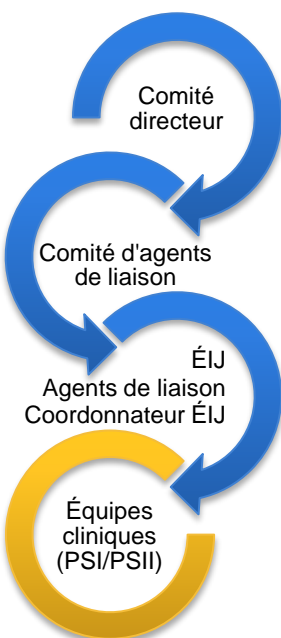 Comité
directeur
Comité d'agents
de liaison
ÉIJ
Agents de liaison
Coordonnateur ÉIJ
Équipes
cliniques
(PSI/PSII)